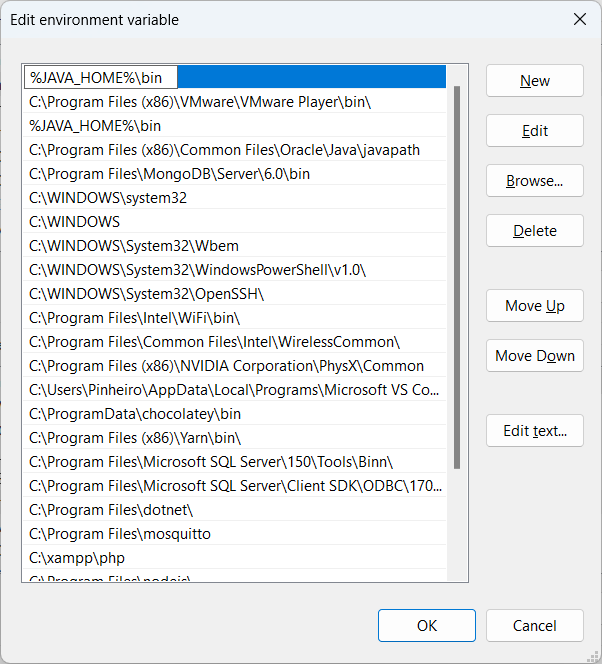 Edit environment variable
%JAVA_HOME%\bin
New
C:\Program Files (x86)\VMware\VMware Player\bin\
%JAVA_HOME%\bin
Edit
C:\Program Files (x86)\Common Files\Oracle\Java\javapath
C:\Program Files\MongoDB\Server\6.0\bin
Browse...
C:\WINDOWS\system32
C:\WINDOWS
Delete
C:\WINDOWS\System32\Wbem
C:\WINDOWS\System32\WindowsPowerShell\v1.0\
C:\WINDOWS\System32\OpenSSH\
Move Up
C:\Program Files\Intel\WiFi\bin\
C:\Program Files\Common Files\Intel\WirelessCommon\
Move Down
C:\Program Files (x86)\NVIDIA Corporation\PhysX\Common
C:\Users\Pinheiro\AppData\Local\Programs\Microsoft VS Co...
C:\ProgramData\chocolatey\bin
Edit text...
C:\Program Files (x86)\Yarn\bin\
C:\Program Files\Microsoft SQL Server\150\Tools\Binn\
C:\Program Files\Microsoft SQL Server\Client SDK\ODBC\170...
C:\Program Files\dotnet\
C:\Program Files\mosquitto
C:\xampp\php
C:\Program Files\nodejs\
OK
Cancel